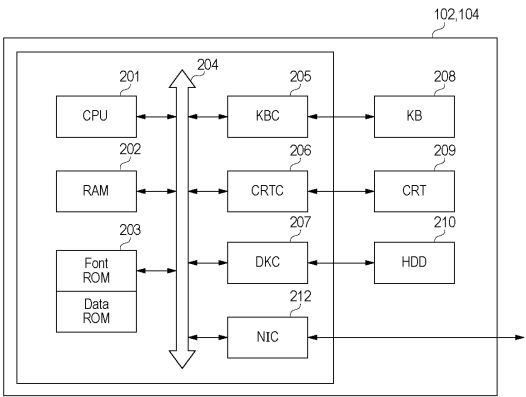 102,104
201
204
205
208
CPU
KBC
KB
202
206
209
RAM
CRTC
CRT
203
207
210
Font
ROM
DKC
HDD
Data
ROM
212
NIC